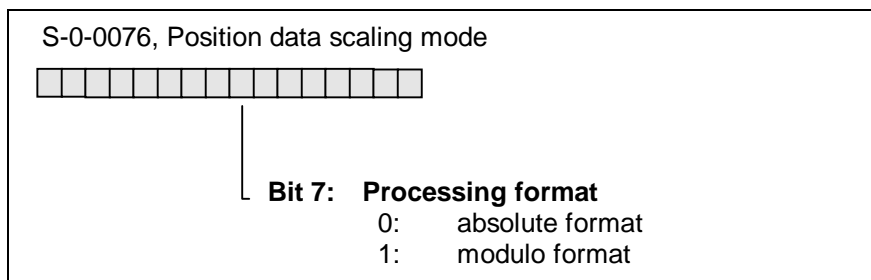 S-0-0076, Position data scaling mode
Bit 7: Processing format
0: absolute format
1: modulo format